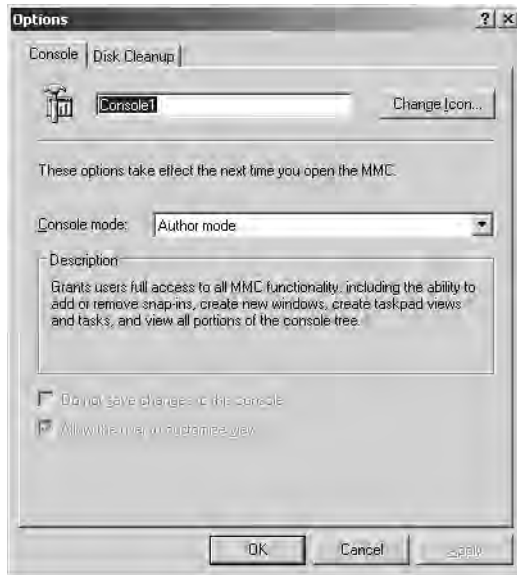 Options
Console
Disk Cleanup
Console1
Change Icon...
These options take effect the next time you open the MMC.
Console mode:
Author mode
Description
Grants users full access to all MMC functionality, including the ability to
add or remove snap-ins, create new windows, create taskpad views
and tasks, and view all portions of the console tree.
Do not save changes to this console
Allow the user to customize view
OK
Cancel
Apply